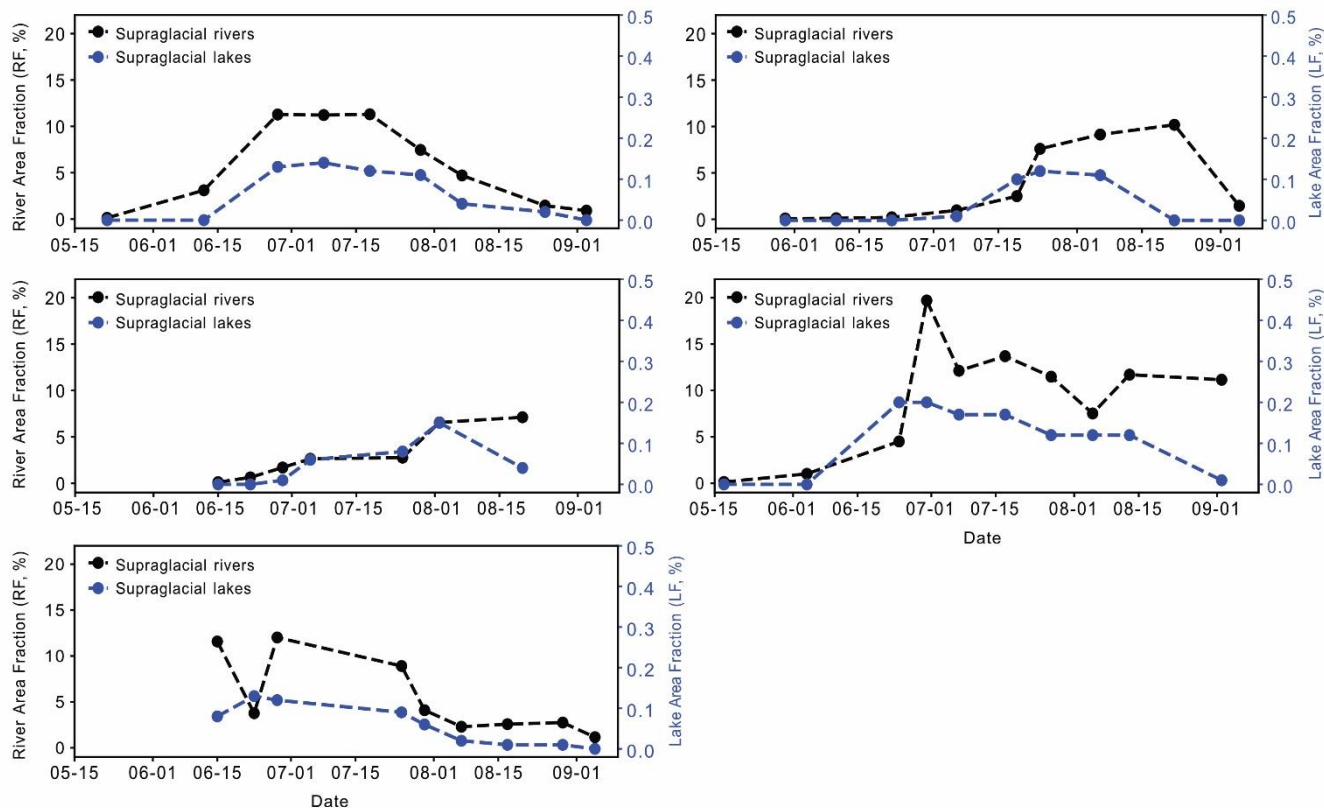 River Area Fraction (RF, %)
20
15
10
5
0
Supraglacial rivers
Supraglacial lakes
0.5
0.4
0.3
0.2
0.1
0.0
05-15 06-01 06-15 07-01 07-15 08-01 08-15 09-01
20
15
10
5
0
Supraglacial rivers
Supraglacial lakes
0.5
0.4
0.3
0.2
0.1
0.0
Lake Area Fraction (LF, %)
05-15 06-01 06-15 07-01 07-15 08-01 08-15 09-01
River Area Fraction (RF, %)
20
15
10
5
0
Supraglacial rivers
Supraglacial lakes
0.5
0.4
0.3
0.2
0.1
0.0
05-15 06-01 06-15 07-01 07-15 08-01 08-15 09-01
20
15
10
5
0
Supraglacial rivers
Supraglacial lakes
0.5
0.4
0.3
0.2
0.1
0.0
Lake Area Fraction (LF, %)
05-15 06-01 06-15 07-01 07-15 08-01 08-15 09-01
Date
River Area Fraction (RF, %)
20
15
10
5
0
Supraglacial rivers
Supraglacial lakes
0.5
0.4
0.3
0.2
0.1
0.0
Lake Area Fraction (LF, %)
05-15 06-01 06-15 07-01 07-15 08-01 08-15 09-01
Date